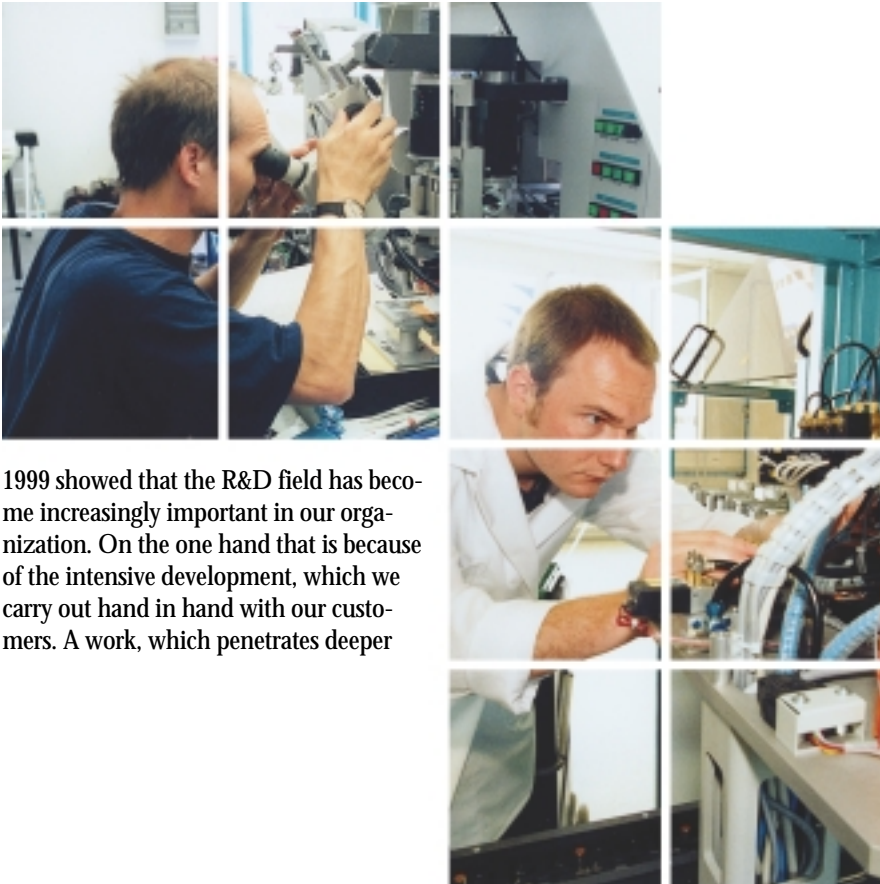 1999 showed that the R&D field has beco-
me increasingly important in our orga-
nization. On the one hand that is because
of the intensive development, which we
carry out hand in hand with our custo-
mers. A work, which penetrates deeper